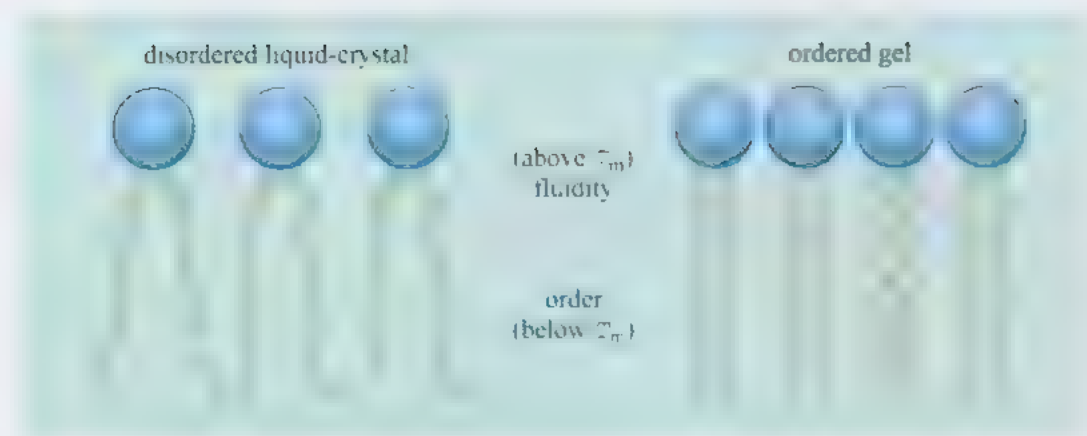 disordered liquid-crystal
ordered gel
(above Tm)
fluidity
order
(below Tm)